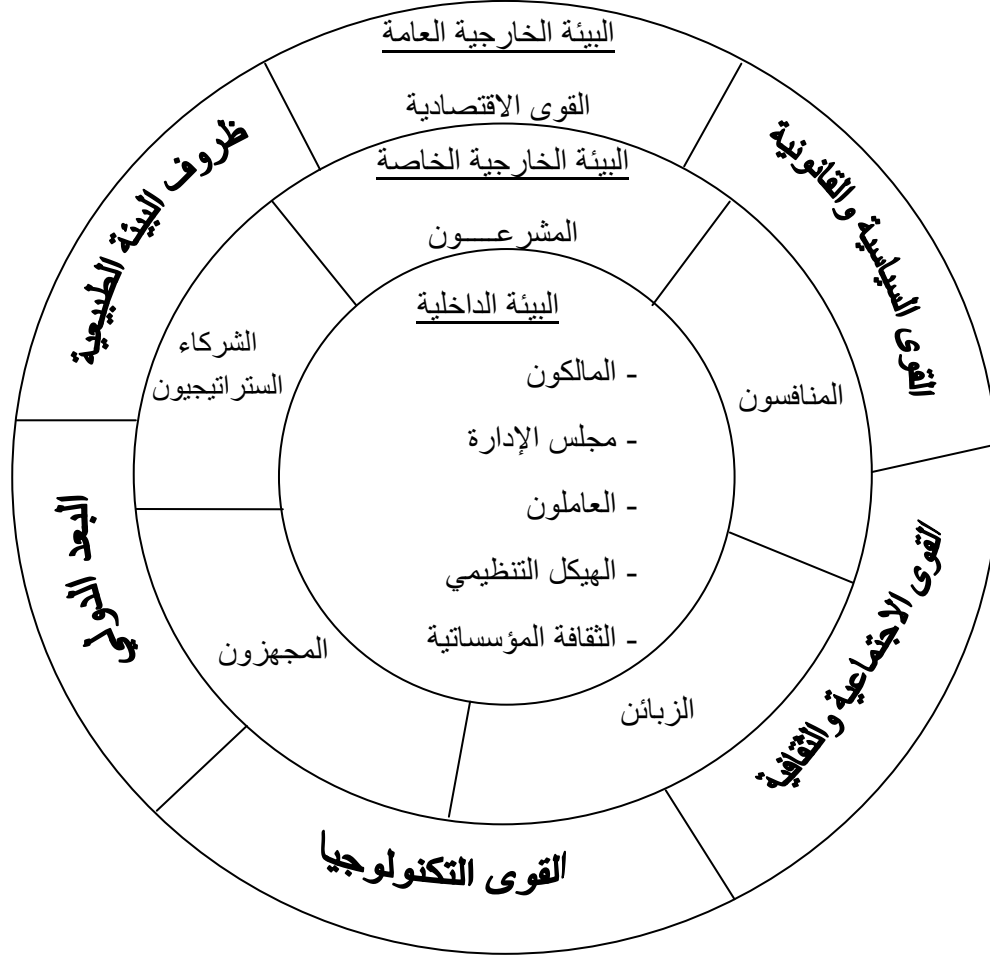 البيئة الخارجية العامة
القوى الاقتصادية
القوى السياسية والقانونية
القوى الاجتماعية والثقافية
القوى التكنولوجيا
البعد الدولي
ظروف البيئة الطبيعية
البيئة الخارجية الخاصة
المشرعـــون
المنافسون
الزبائن
المجهزون
الشركاء
الستراتيجيون
البيئة الداخلية
- المالكون
- مجلس الإدارة
- العاملون
- الهيكل التنظيمي
- الثقافة المؤسساتية